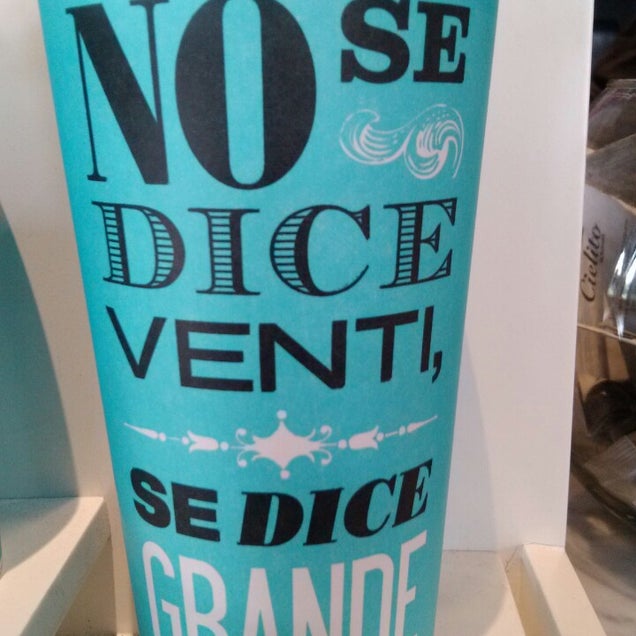 NO SE
DICE
VENTI,
SE DICE
GRANDE
Cielito